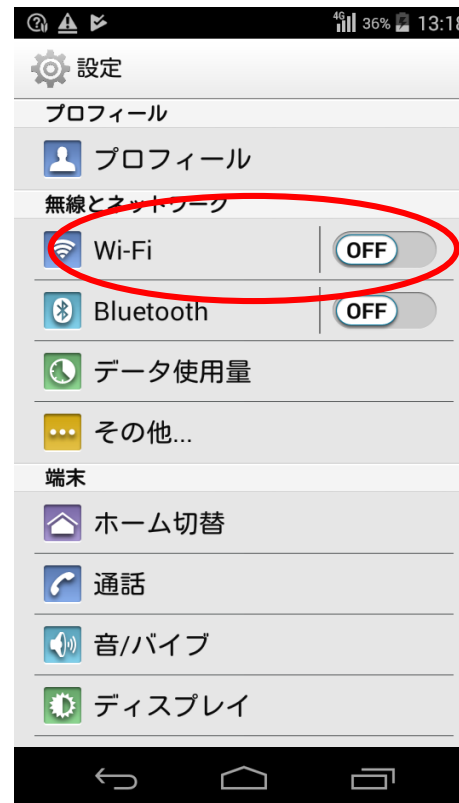 4G 36% 13:18
設定
プロフィール
プロフィール
無線とネットワーク
Wi-Fi OFF
Bluetooth OFF
データ使用量
その他...
端末
ホーム切替
通話
音/バイブ
ディスプレイ